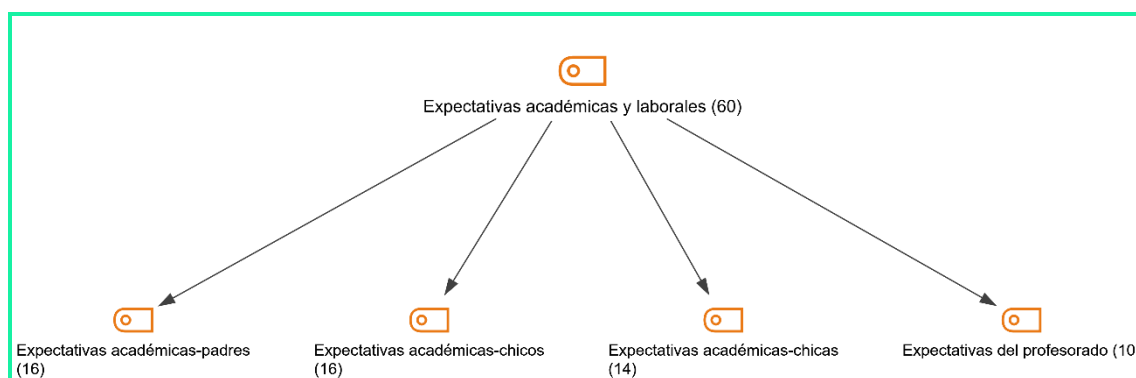 Expectativas académicas y laborales (60)
Expectativas académicas-padres
(16)
Expectativas académicas-chicos
(16)
Expectativas académicas-chicas
(14)
Expectativas del profesorado (10